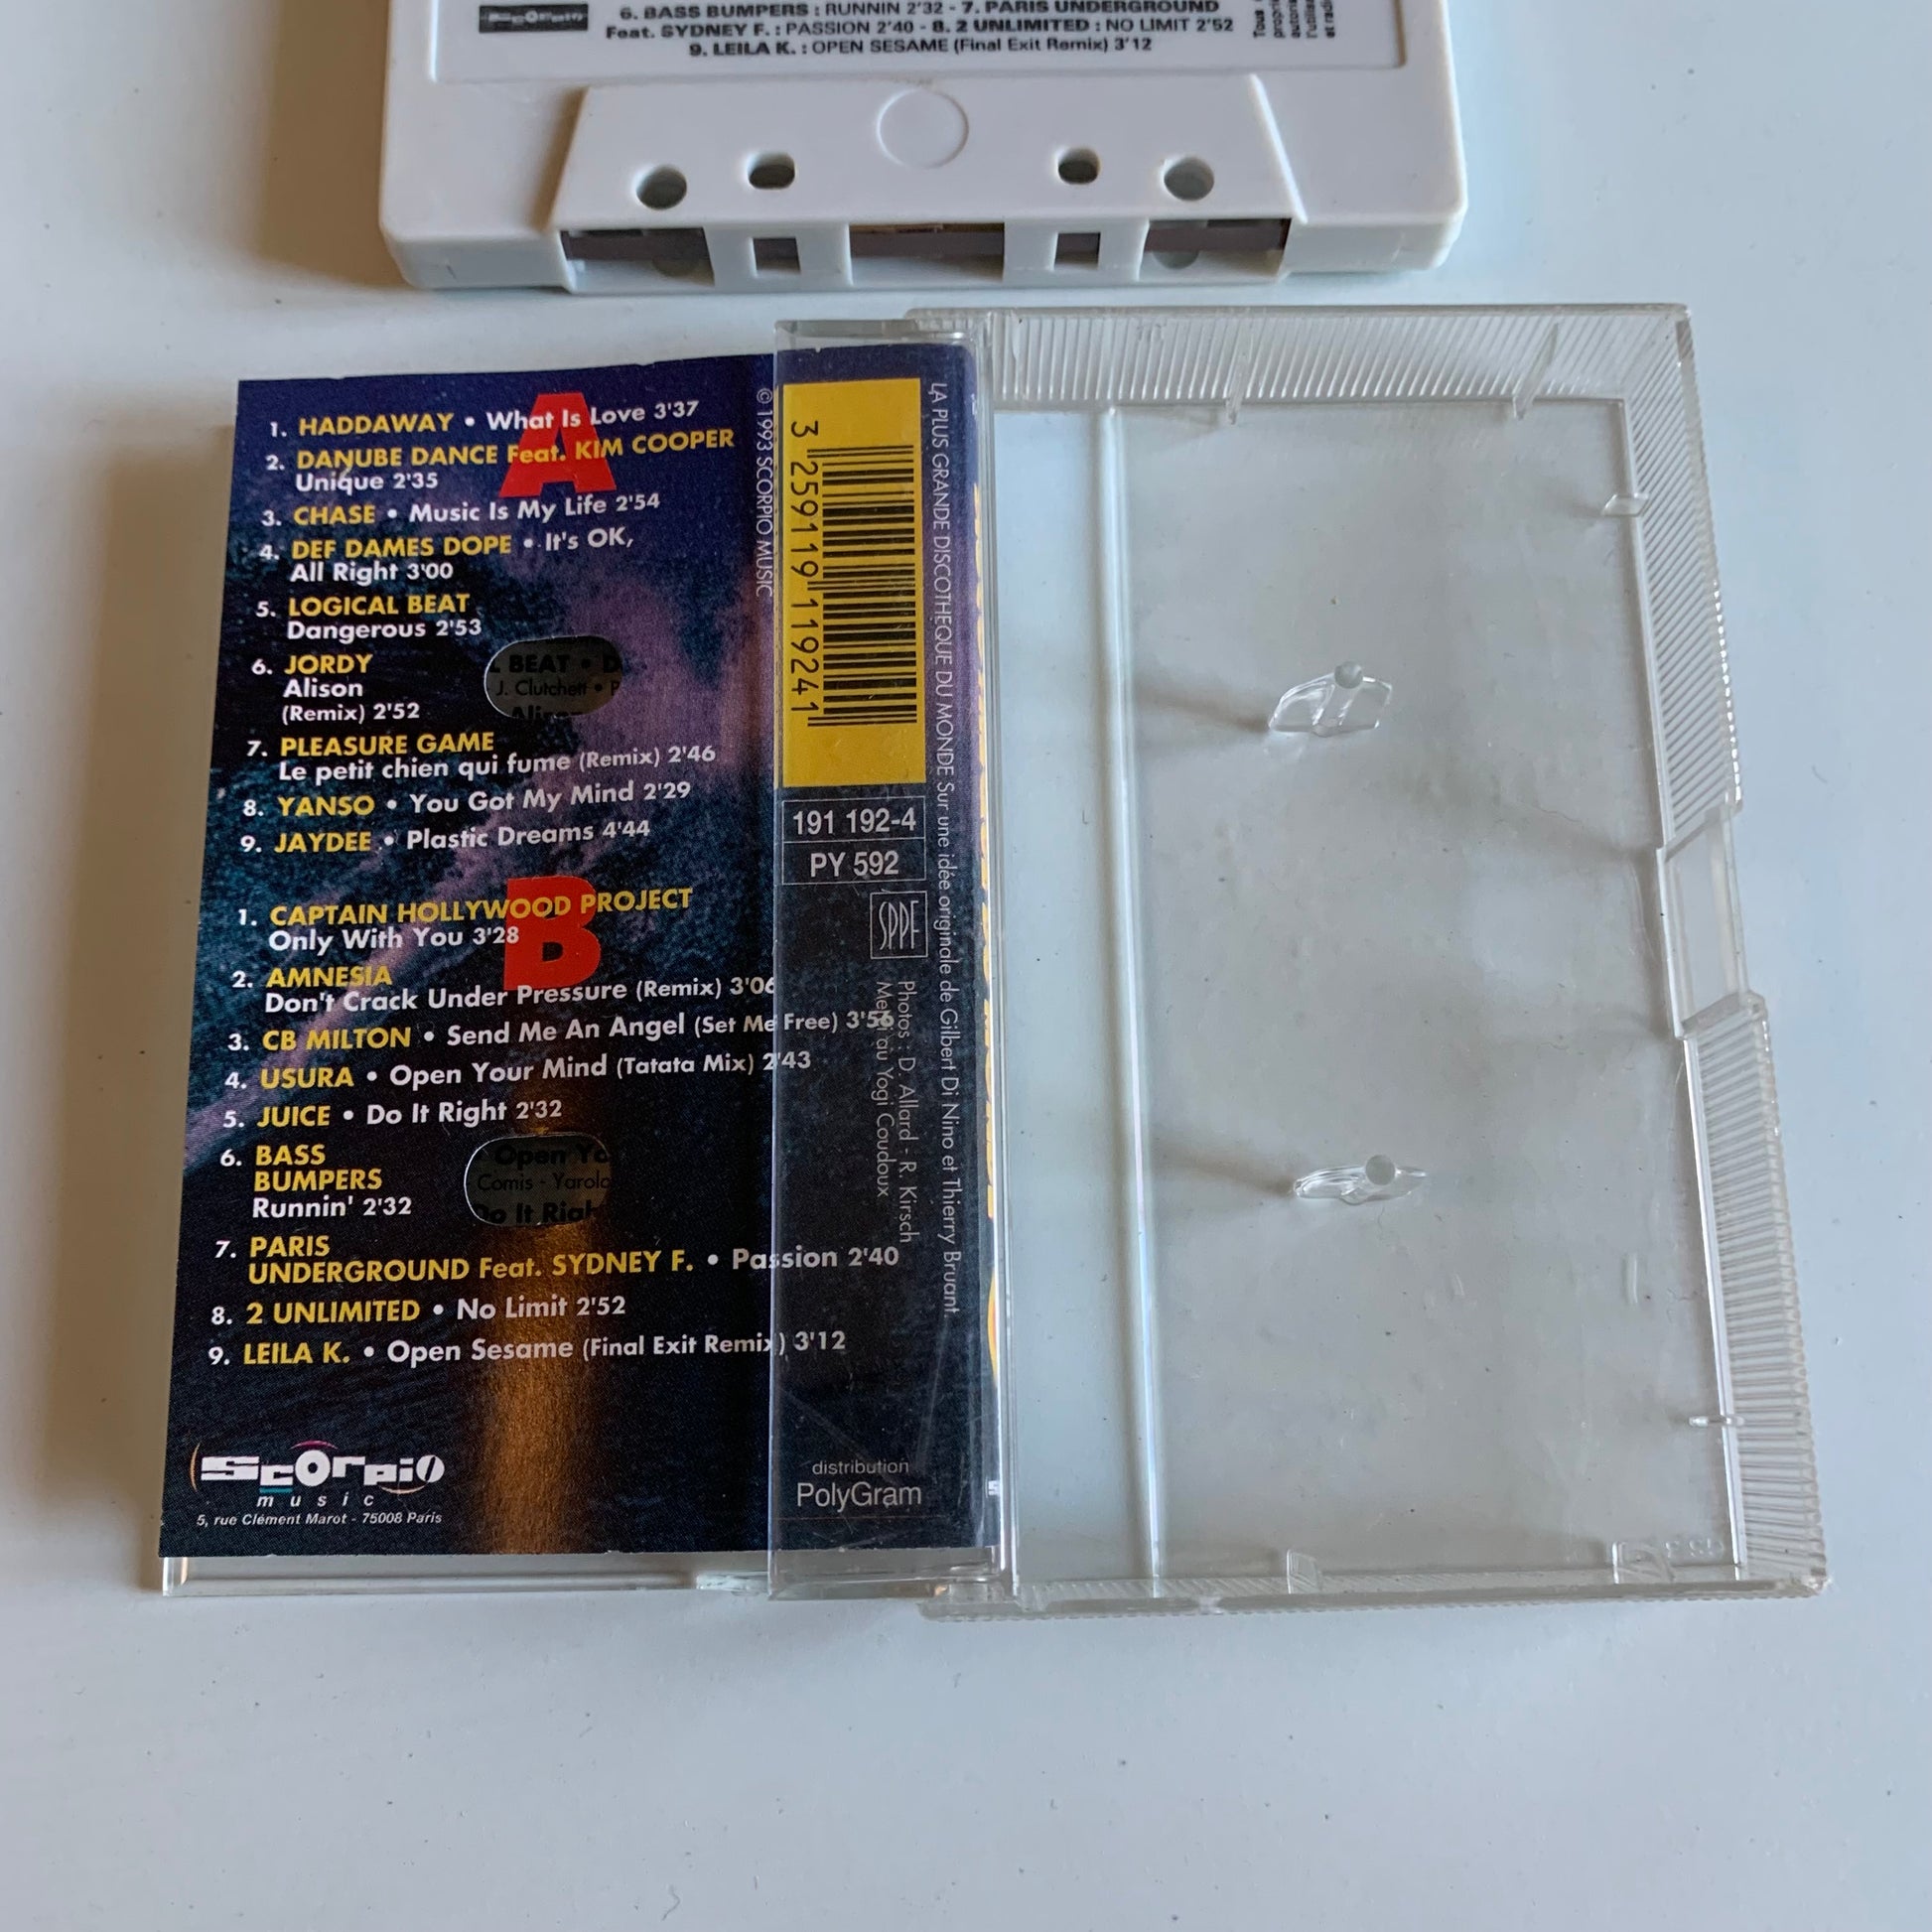 6. BASS BUMPERS : RUNNIN 2'32 - 7. PARIS UNDERGROUND
Feat. SYDNEY F. : PASSION 2'40 - 8. 2 UNLIMITED : NO LIMIT 2'52
9. LEILA K. : OPEN SESAME (Final Exit Remix) 3'12
A
1. HADDAWAY • What Is Love 3'37
2. DANUBE DANCE Feat. KIM COOPER
Unique 2'35
3. CHASE • Music Is My Life 2'54
4. DEF DAMES DOPE • It's OK,
All Right 3'00
5. LOGICAL BEAT
Dangerous 2'53
6. JORDY
Alison
(Remix) 2'52
BEAT •
J. Clutchett •
7. PLEASURE GAME
Le petit chien qui fume (Remix) 2'46
8. YANSO • You Got My Mind 2'29
9. JAYDEE • Plastic Dreams 4'44
B
1. CAPTAIN HOLLYWOOD PROJECT
Only With You 3'28
2. AMNESIA
Don't Crack Under Pressure (Remix) 3'06
3. CB MILTON • Send Me An Angel (Set Me Free) 3'56
4. USURA • Open Your Mind (Tatata Mix) 2'43
5. JUICE • Do It Right 2'32
6. BASS
BUMPERS
Runnin' 2'32
Open
Comis -
7. PARIS
UNDERGROUND Feat. SYDNEY F. • Passion 2'40
8. 2 UNLIMITED • No Limit 2'52
9. LEILA K. • Open Sesame (Final Exit Remix) 3'12
scorpio
music
5, rue Clément Marot - 75008 Paris
© 1993 SCORPIO MUSIC
3 259119 119241
191 192-4
PY 592
SPPF
Photos : D. Allard - R. Kirsch
Merci au Yogi Coudoux
distribution
PolyGram
LA PLUS GRANDE DISCOTHEQUE DU MONDE Sur une idée originale de Gilbert Di Nino et Thierry Bruant